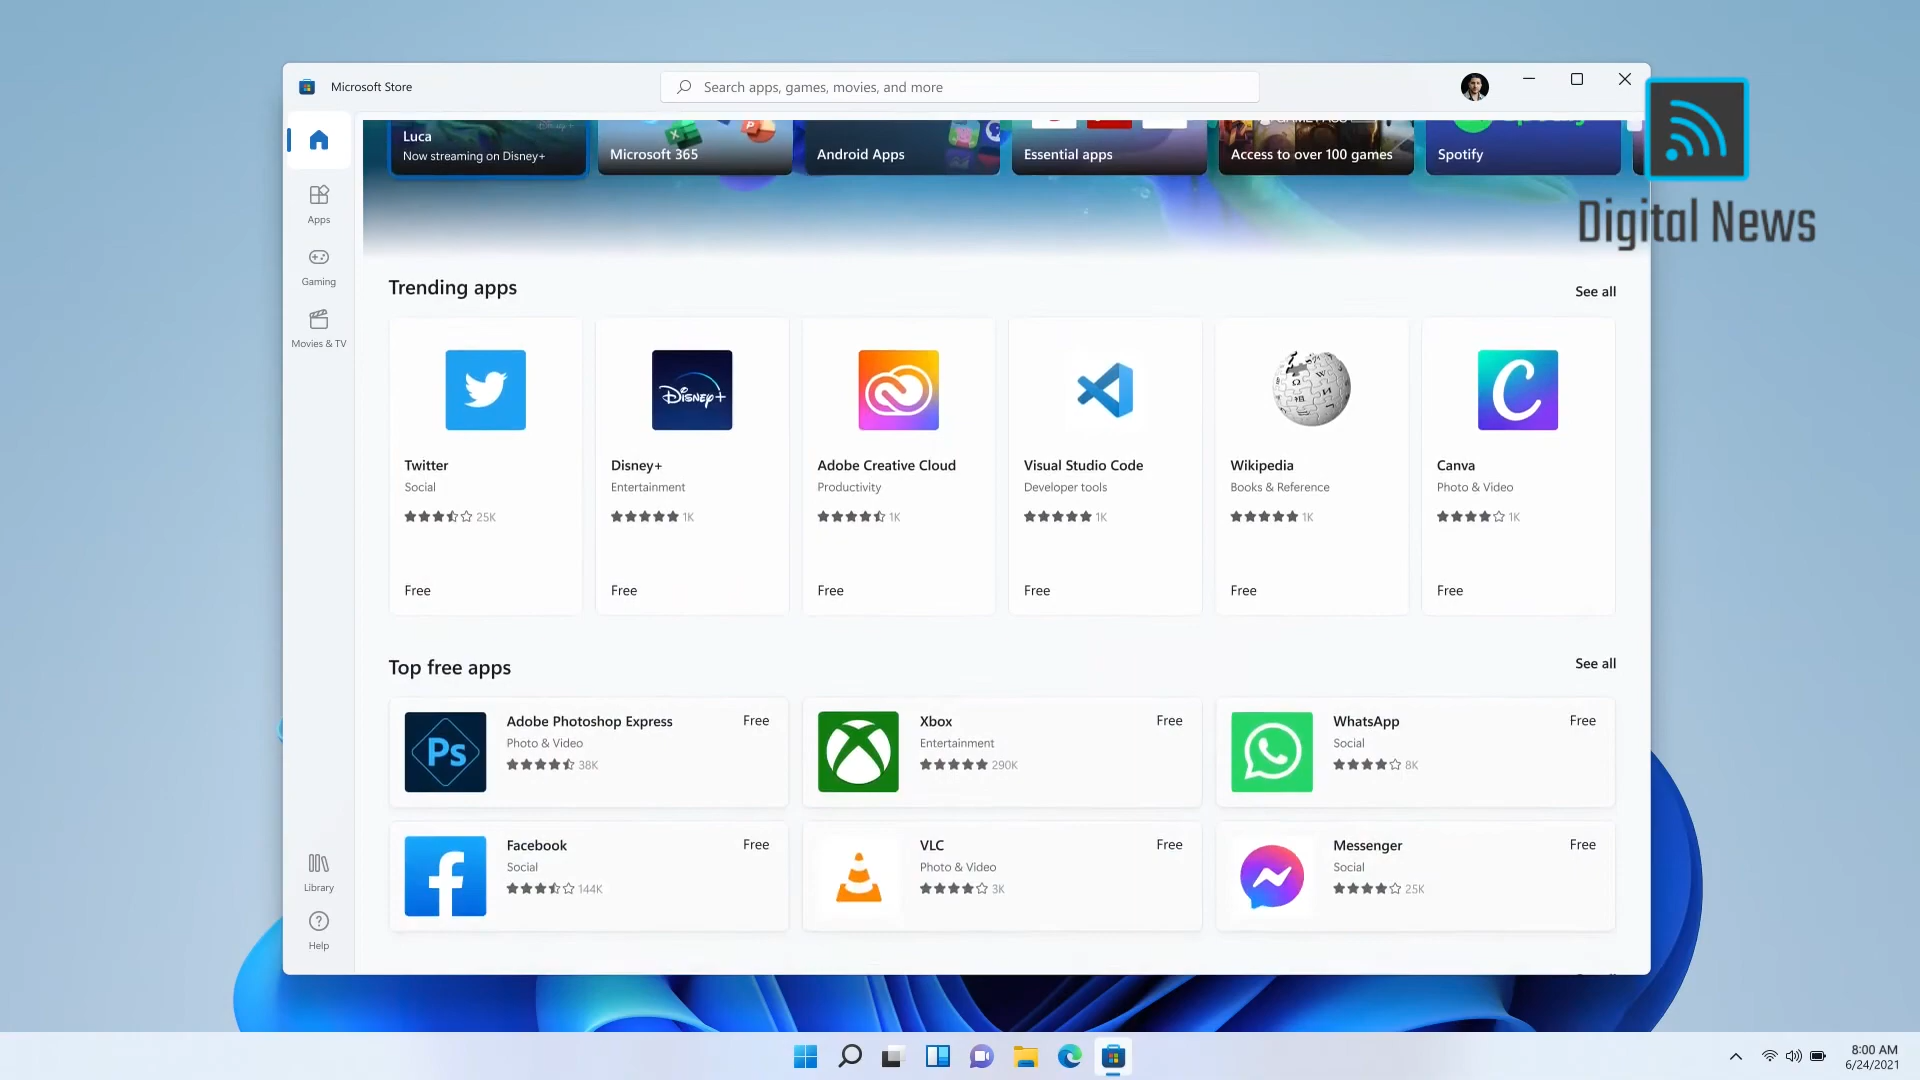 Microsoft Store
Search apps, games, movies, and more
Digital News
Luca
Now streaming on Disney+
Microsoft 365
Android Apps
Essential apps
Access to over 100 games
Spotify
Apps
Gaming
Movies & TV
Library
Help
Trending apps
See all
Disney+
Twitter
Social
25K
Free
Disney+
Entertainment
1K
Free
Adobe Creative Cloud
Productivity
1K
Free
Visual Studio Code
Developer tools
1K
Free
Wikipedia
Books & Reference
1K
Free
C
Canva
Photo & Video
1K
Free
Top free apps
See all
Ps
Adobe Photoshop Express
Free
Photo & Video
38K
Xbox
Free
Entertainment
290K
WhatsApp
Free
Social
8K
Facebook
Free
Social
144K
VLC
Free
Photo & Video
3K
Messenger
Free
Social
25K
8:00 AM
6/24/2021